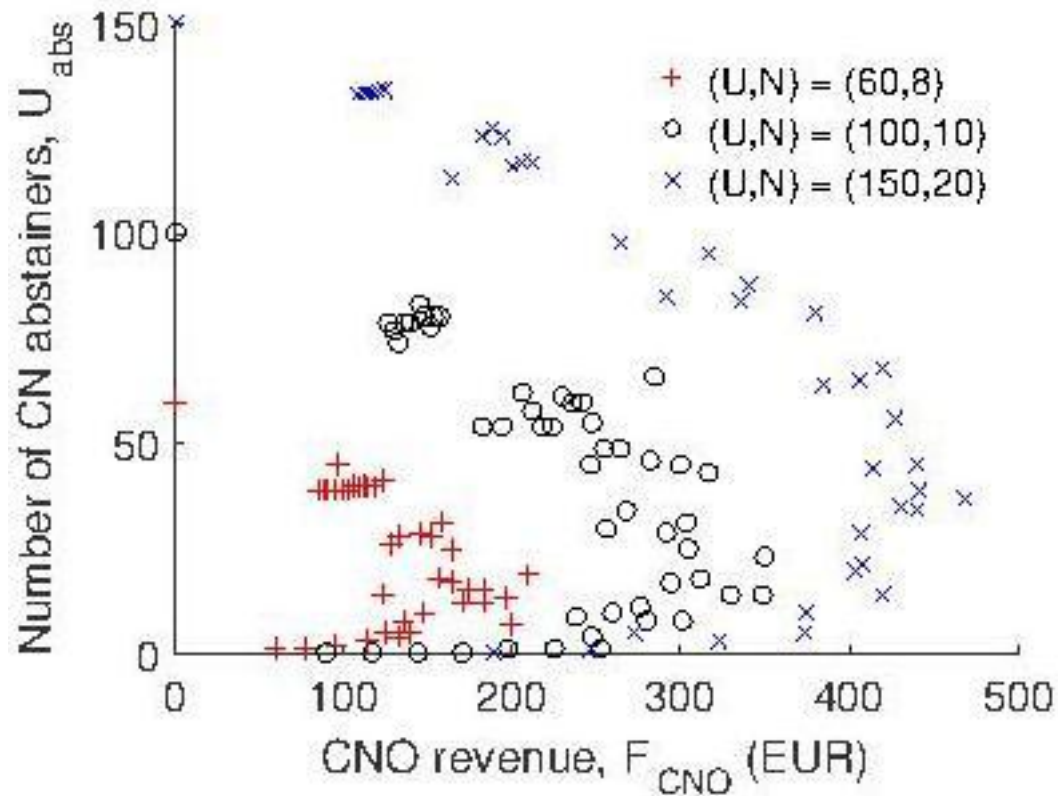 Number of CN abstainers, U_abs
150
100
50
0
(U,N) = (60,8)
(U,N) = (100,10)
(U,N) = (150,20)
0 100 200 300 400 500
CNO revenue, F_CNO (EUR)